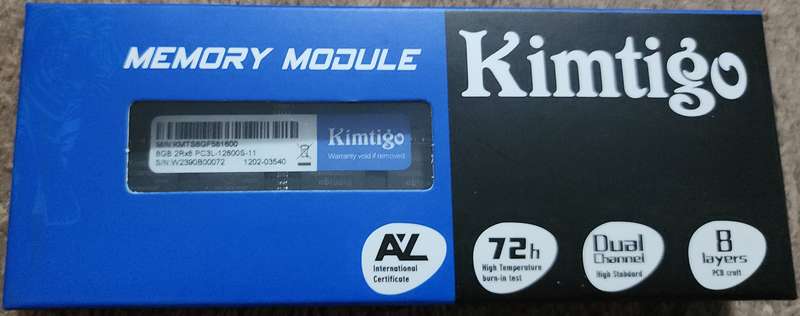 MEMORY MODULE
Kimtigo
M/N:KMTS8GF581600
8GB 2Rx8 PC3L-12800S-11
S/N:W2390B00072 1202-03540
Kimtigo
Warranty void if removed
AVL
International
Certificate
72h
High Temperature
burn-in test
Dual
Channel
High Standard
8
layers
PCB craft